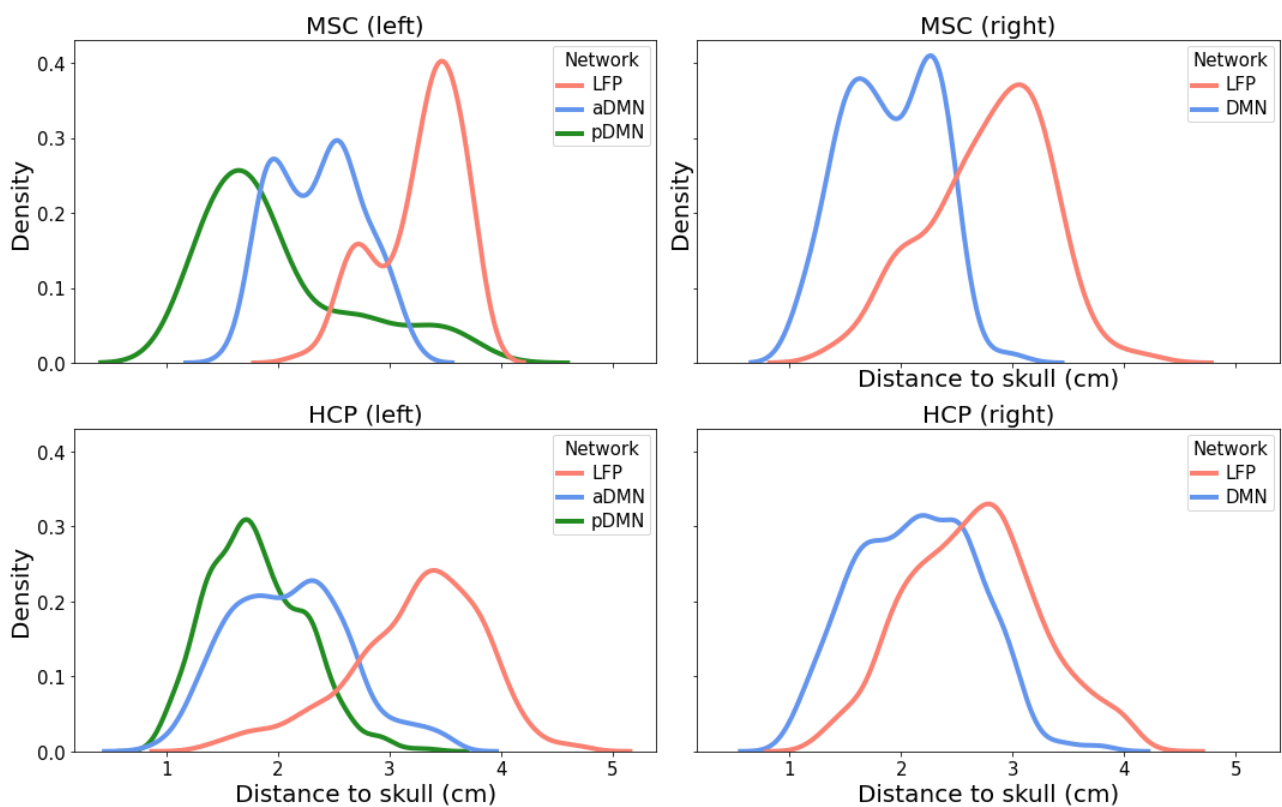 MSC (left)
Density
0.4
0.3
0.2
0.1
0.0
Network
LFP
aDMN
pDMN
MSC (right)
Density
Network
LFP
DMN
Distance to skull (cm)
HCP (left)
Density
0.4
0.3
0.2
0.1
0.0
Network
LFP
aDMN
pDMN
1 2 3 4 5
Distance to skull (cm)
HCP (right)
Network
LFP
DMN
1 2 3 4 5
Distance to skull (cm)